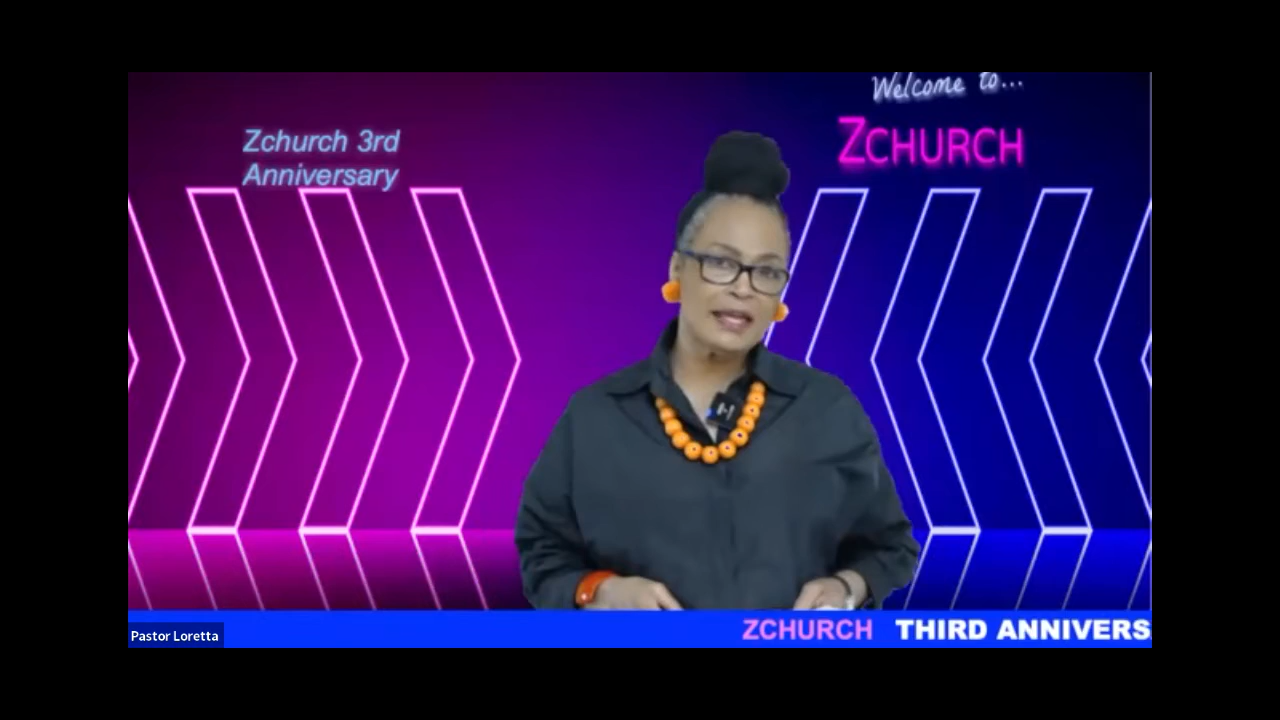 Welcome to...
ZCHURCH
Zchurch 3rd
Anniversary
ZCHURCH THIRD ANNIVERS
Pastor Loretta